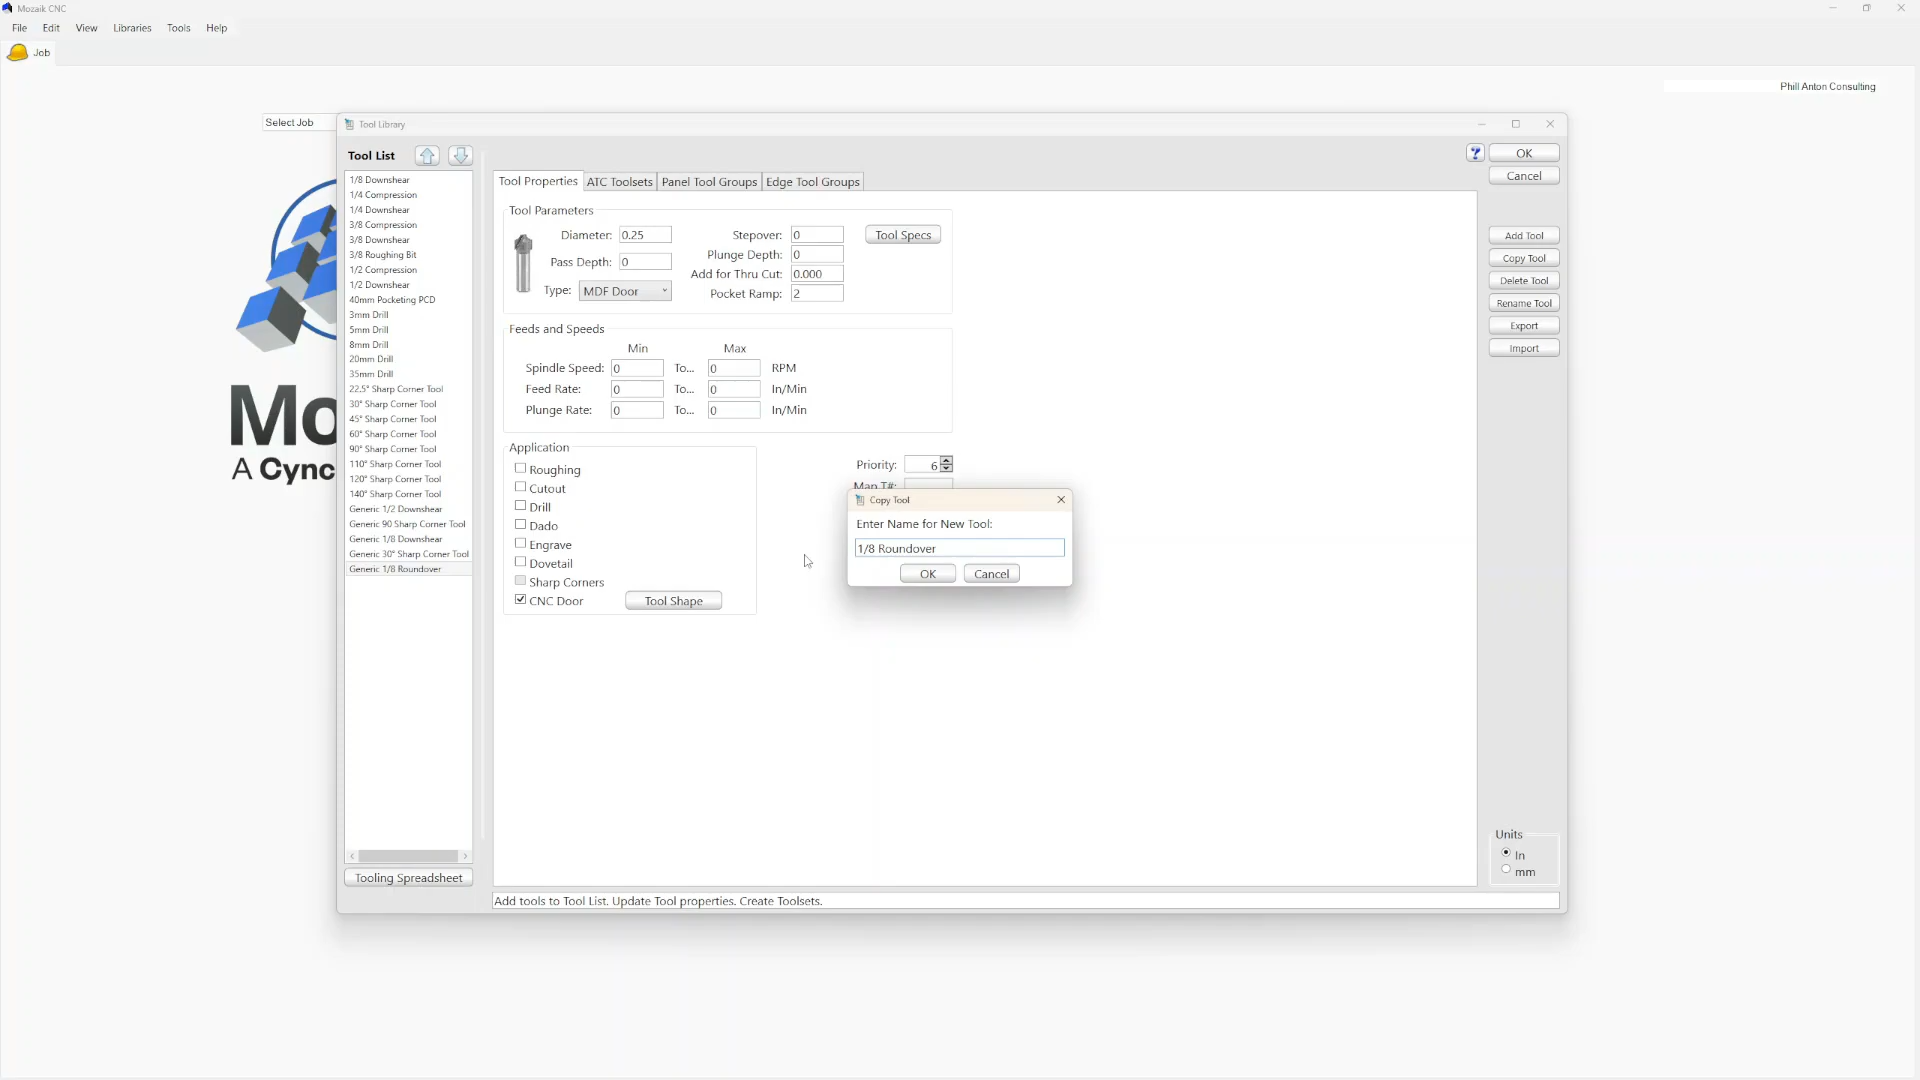 Mozaik CNC
File Edit View Libraries Tools Help
Job
Phill Anton Consulting
Select Job
Tool Library
Tool List
OK
Cancel
1/8 Downshear
1/4 Compression
1/4 Downshear
3/8 Compression
3/8 Downshear
3/8 Roughing Bit
1/2 Compression
1/2 Downshear
40mm Pocketing PCD
3mm Drill
5mm Drill
8mm Drill
20mm Drill
35mm Drill
22.5° Sharp Corner Tool
30° Sharp Corner Tool
45° Sharp Corner Tool
60° Sharp Corner Tool
90° Sharp Corner Tool
110° Sharp Corner Tool
120° Sharp Corner Tool
140° Sharp Corner Tool
Generic 1/2 Downshear
Generic 90 Sharp Corner Tool
Generic 1/8 Downshear
Generic 30° Sharp Corner Tool
Generic 1/8 Roundover
Tooling Spreadsheet
Tool Properties ATC Toolsets Panel Tool Groups Edge Tool Groups
Tool Parameters
Diameter: 0.25 Stepover: 0 Tool Specs
Pass Depth: 0 Plunge Depth: 0
Add for Thru Cut: 0.000
Type: MDF Door Pocket Ramp: 2
Feeds and Speeds
Min Max
Spindle Speed: 0 To... 0 RPM
Feed Rate: 0 To... 0 In/Min
Plunge Rate: 0 To... 0 In/Min
Application
Roughing
Cutout
Drill
Dado
Engrave
Dovetail
Sharp Corners
CNC Door Tool Shape
Priority: 6
Map T#:
Copy Tool
Enter Name for New Tool:
1/8 Roundover
OK Cancel
Add Tool
Copy Tool
Delete Tool
Rename Tool
Export
Import
Units
In
mm
Add tools to Tool List. Update Tool properties. Create Toolsets.
Mo
A Cync